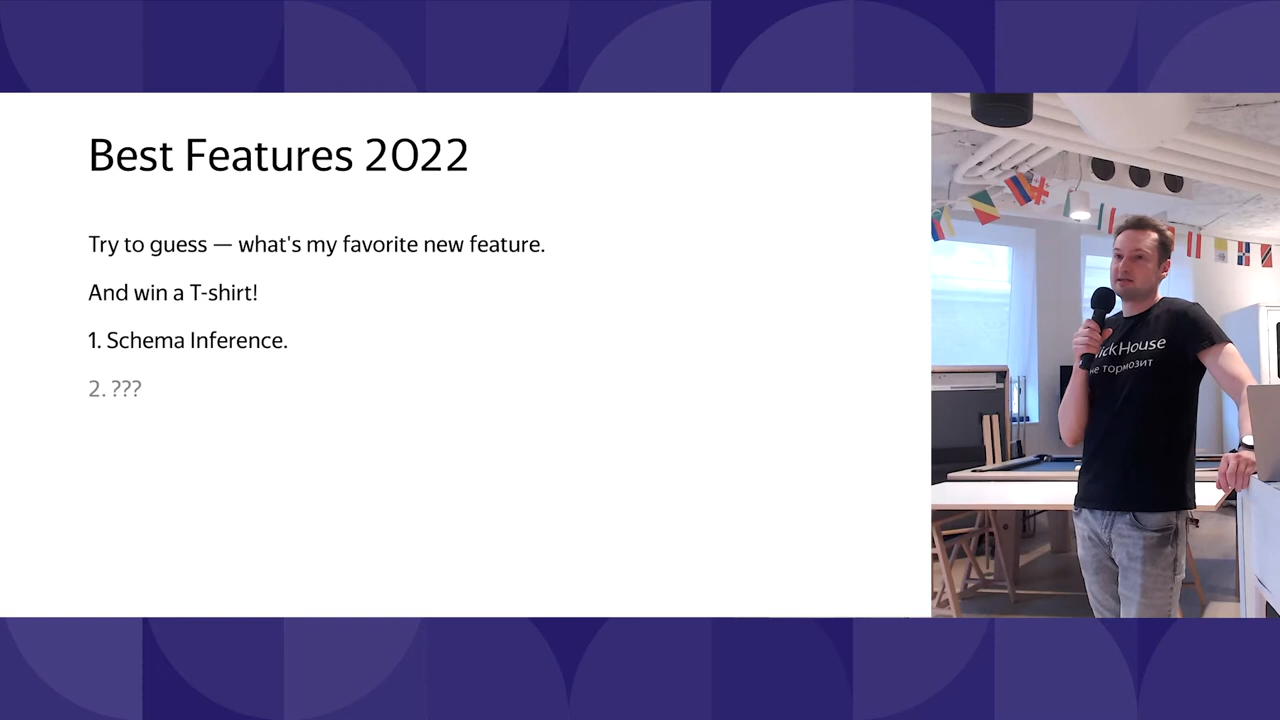 Best Features 2022
Try to guess — what's my favorite new feature.
And win a T-shirt!
1. Schema Inference.
2. ???
ickHouse
не тормозит